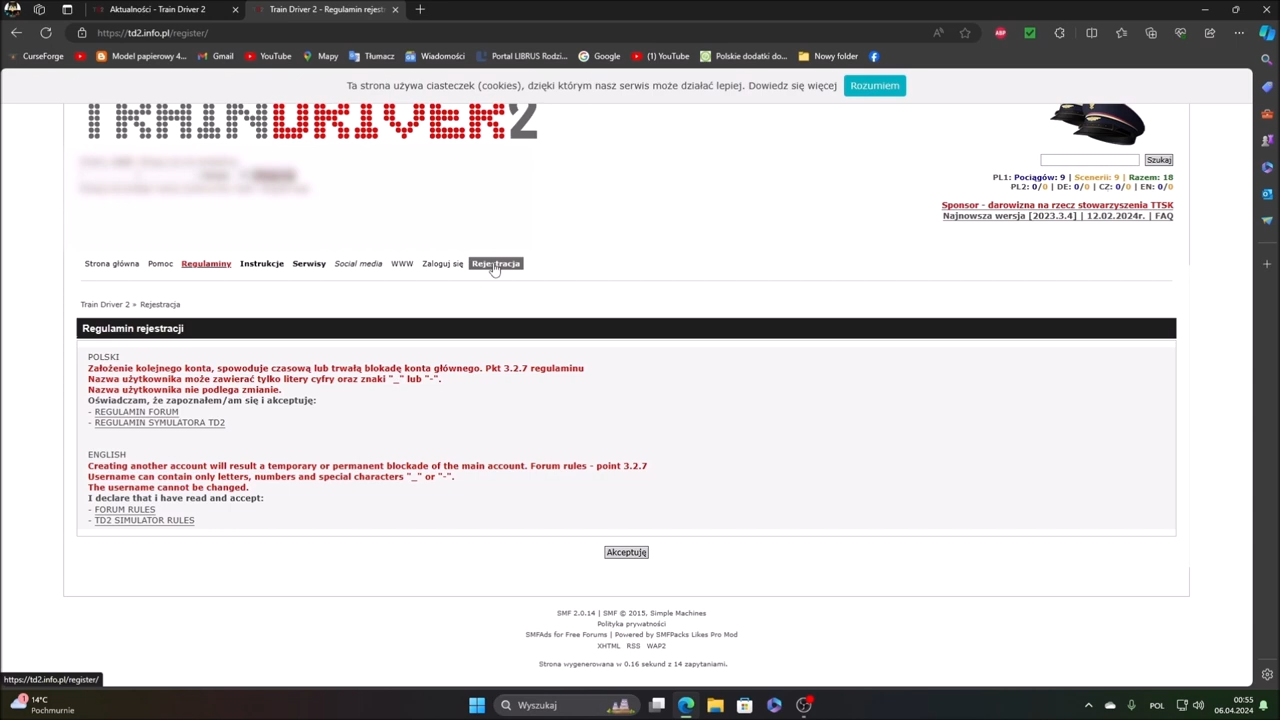 Aktualności - Train Driver 2
Train Driver 2 - Regulamin rejest
https://td2.info.pl/register/
CurseForge
Model papierowy 4...
Gmail
YouTube
Mapy
Tłumacz
Wiadomości
Portal LIBRUS Rodzi...
Google
(1) YouTube
Polskie dodatki do...
New folder
Ta strona używa ciasteczek (cookies), dzięki którym nasz serwis może działać lepiej. Dowiedz się więcej
Rozumiem
TRAINDRIVER2
Szukaj
PL1: Pociągów: 9 | Scenerii: 9 | Razem: 18
PL2: 0/0 | DE: 0/0 | CZ: 0/0 | EN: 0/0
Sponsor - darowizna na rzecz stowarzyszenia TTSK
Najnowsza wersja [2023.3.4] | 12.02.2024r. | FAQ
Strona główna Pomoc Regulaminy Instrukcje Serwisy Social media WWW Zaloguj się Rejestracja
Train Driver 2 » Rejestracja
Regulamin rejestracji
POLSKI
Założenie kolejnego konta, spowoduje czasową lub trwałą blokadę konta głównego. Pkt 3.2.7 regulaminu
Nazwa użytkownika może zawierać tylko litery cyfry oraz znaki "_" lub "-".
Nazwa użytkownika nie podlega zmianie.
Oświadczam, że zapoznałem/am się i akceptuję:
- REGULAMIN FORUM
- REGULAMIN SYMULATORA TD2
ENGLISH
Creating another account will result a temporary or permanent blockade of the main account. Forum rules - point 3.2.7
Username can contain only letters, numbers and special characters "_" or "-".
The username cannot be changed.
I declare that i have read and accept:
- FORUM RULES
- TD2 SIMULATOR RULES
Akceptuję
SMF 2.0.14 | SMF © 2015, Simple Machines
Polityka prywatności
SMFAds for Free Forums | Powered by SMFPacks Likes Pro Mod
XHTML RSS WAP2
Strona wygenerowana w 0.16 sekund z 14 zapytaniami.
https://td2.info.pl/register/
14°C
Pochmurnie
Wyszukaj
POL
00:55
06.04.2024